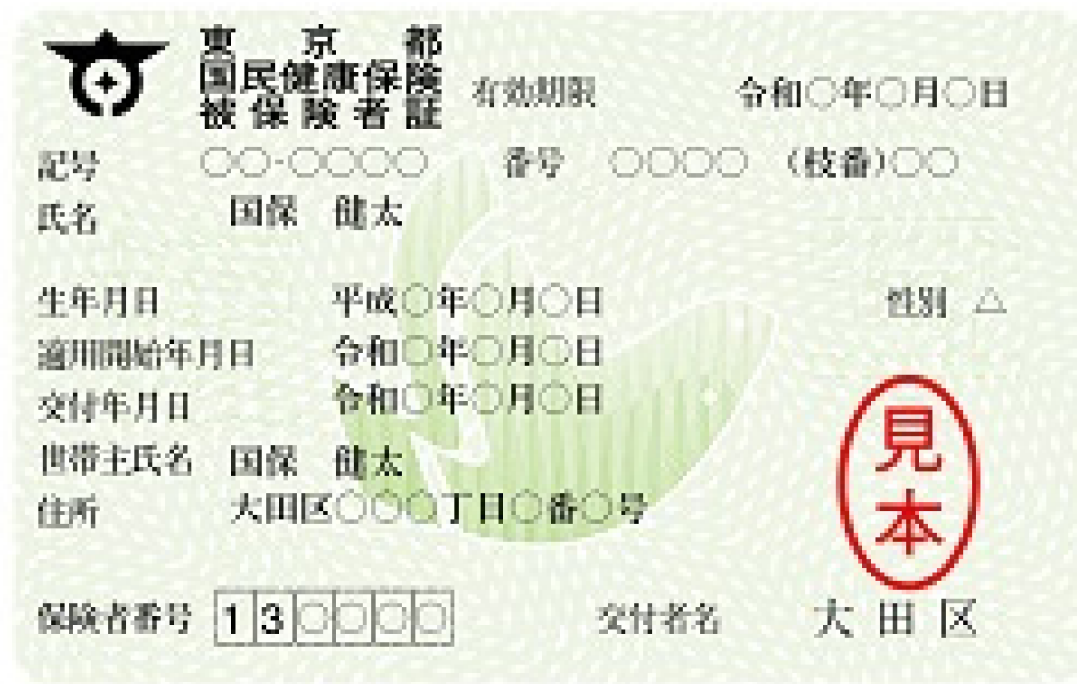 東京都
国民健康保険
被保険者証
有効期限 令和○年○月○日
記号 ○○-○○○○ 番号 ○○○○ (枝番)○○
氏名 国保 健太
生年月日 平成○年○月○日 性別 △
適用開始年月日 令和○年○月○日
交付年月日 令和○年○月○日
世帯主氏名 国保 健太
住所 大田区○○○丁目○番○号
見本
保険者番号 13○○○○ 交付者名 大田区